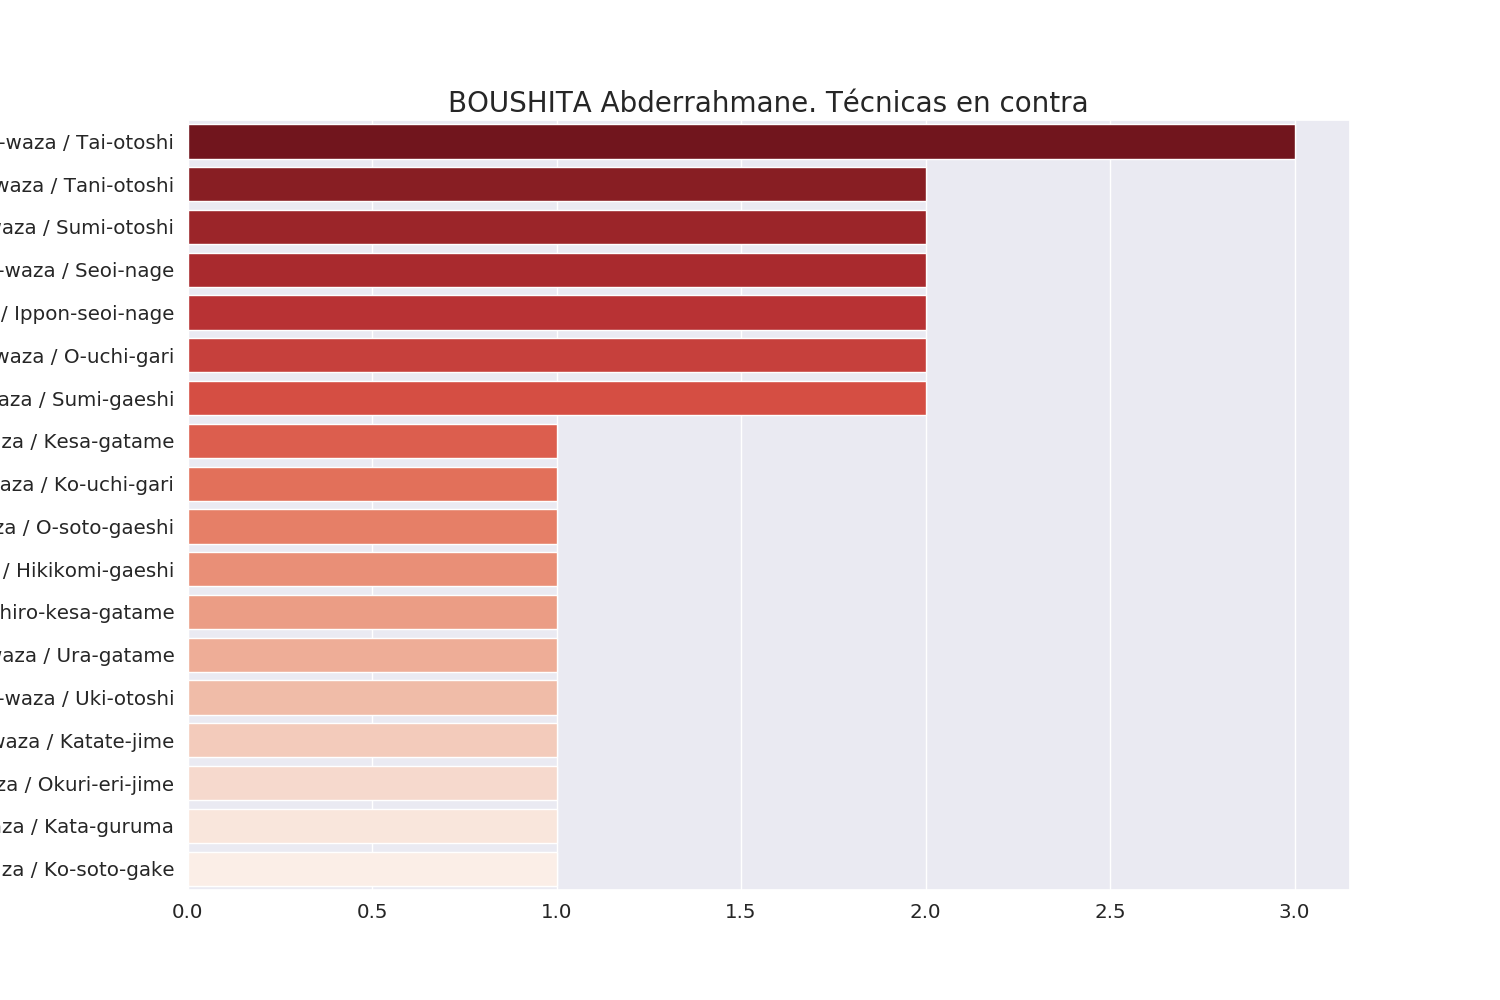 BOUSHITA Abderrahmane. Técnicas en contra
-waza / Tai-otoshi
waza / Tani-otoshi
aza / Sumi-otoshi
-waza / Seoi-nage
/ Ippon-seoi-nage
waza / O-uchi-gari
aza / Sumi-gaeshi
za / Kesa-gatame
aza / Ko-uchi-gari
za / O-soto-gaeshi
/ Hikikomi-gaeshi
hiro-kesa-gatame
waza / Ura-gatame
-waza / Uki-otoshi
waza / Katate-jime
za / Okuri-eri-jime
aza / Kata-guruma
za / Ko-soto-gake
0.0 0.5 1.0 1.5 2.0 2.5 3.0